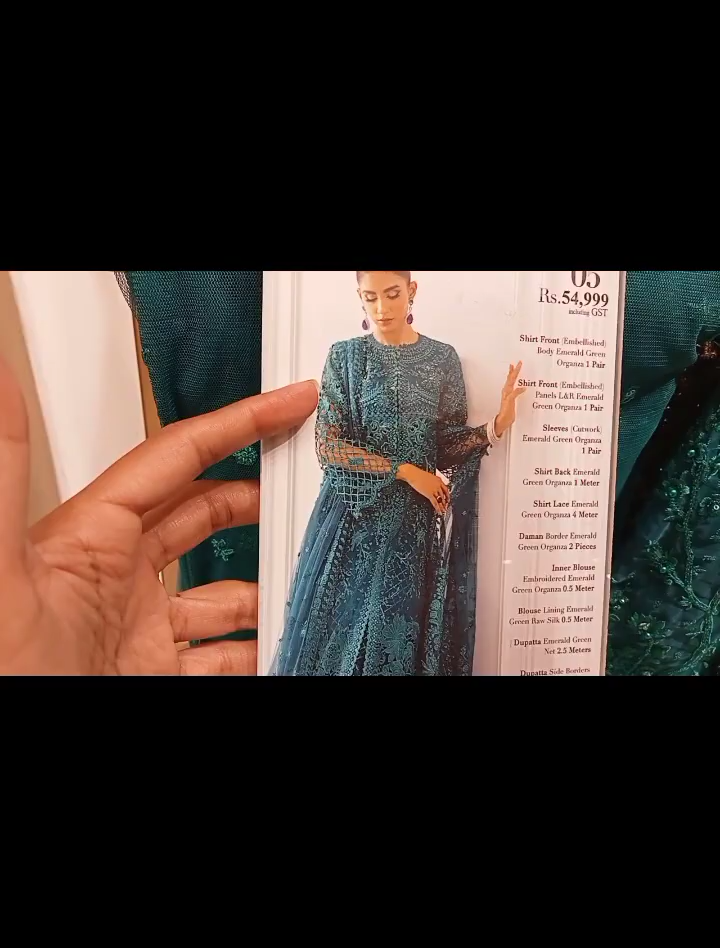 05
Rs.54,999
including GST
Shirt Front (Embellished)
Body Emerald Green
Organza 1 Pair
Shirt Front (Embellished)
Panels L&R Emerald
Green Organza 1 Pair
Sleeves (Cutwork)
Emerald Green Organza
1 Pair
Shirt Back Emerald
Green Organza 1 Meter
Shirt Lace Emerald
Green Organza 4 Meter
Daman Border Emerald
Green Organza 2 Pieces
Inner Blouse
Embroidered Emerald
Green Organza 0.5 Meter
Blouse Lining Emerald
Green Raw Silk 0.5 Meter
Dupatta Emerald Green
Net 2.5 Meters
Dupatta Side Borders